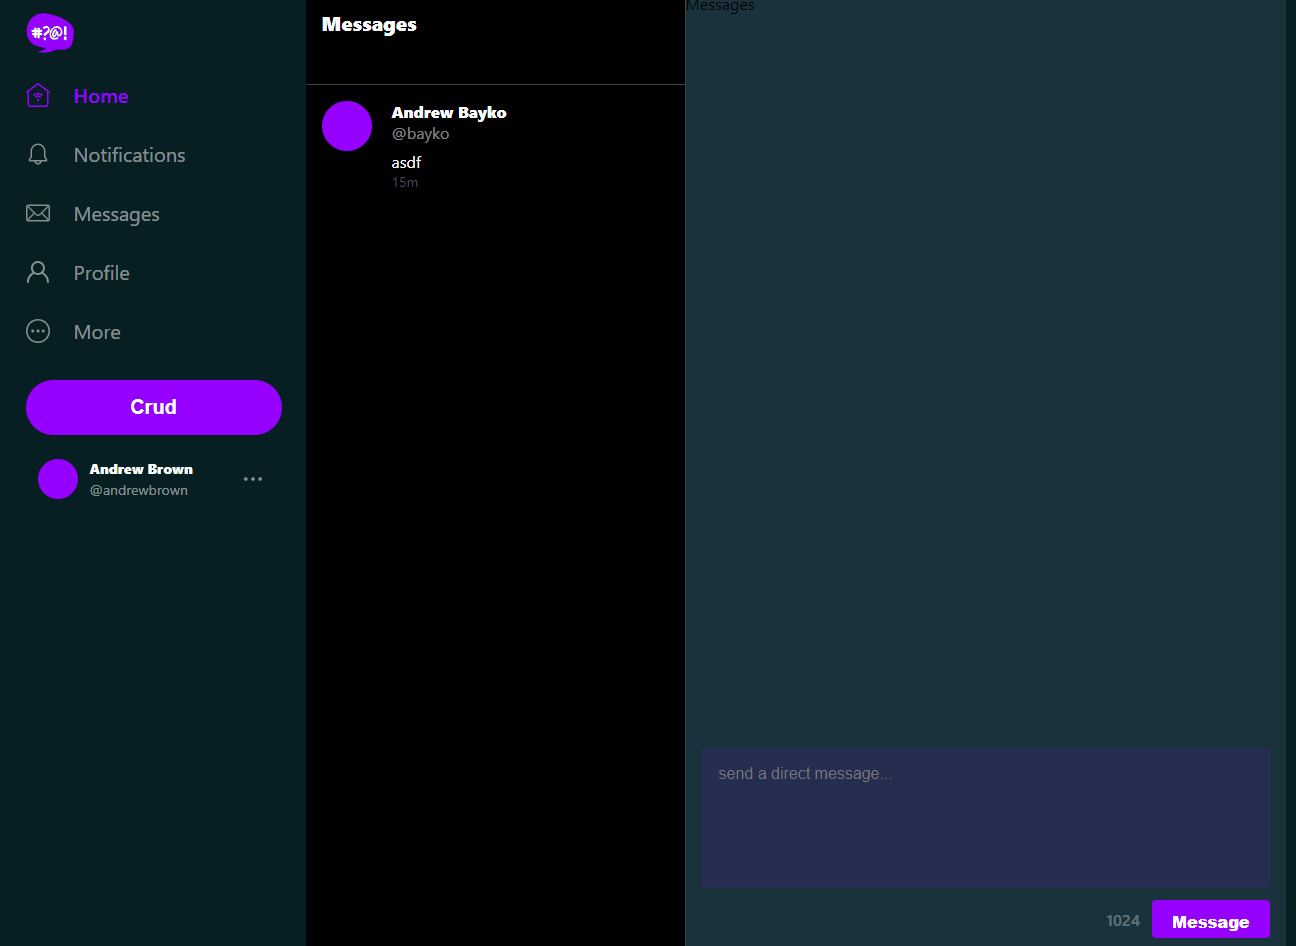 #?@!
Home
Notifications
Messages
Profile
More
Crud
Andrew Brown
@andrewbrown
Messages
Andrew Bayko
@bayko
asdf
15m
Messages
send a direct message...
1024
Message